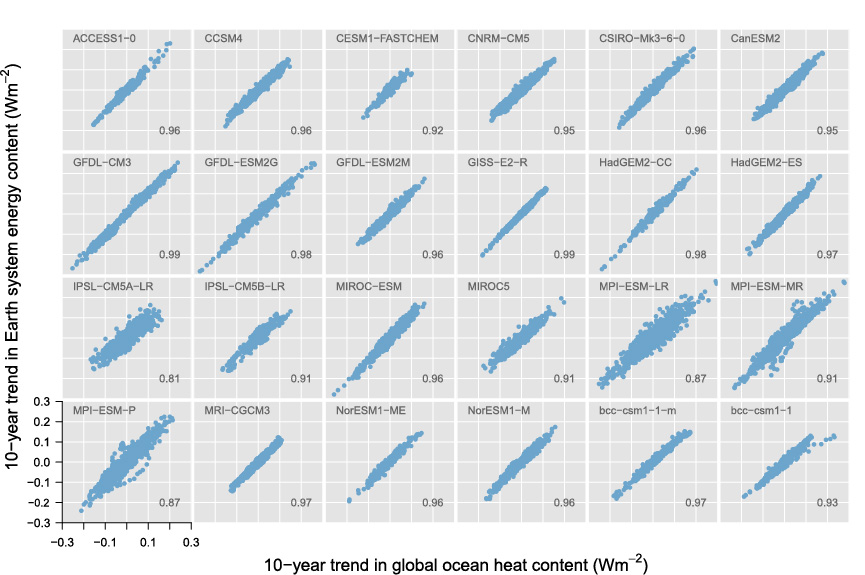 10−year trend in Earth system energy content (Wm−2)
ACCESS1−0 CCSM4 CESM1−FASTCHEM CNRM−CM5 CSIRO−Mk3−6−0 CanESM2
0.96 0.96 0.92 0.95 0.96 0.95
GFDL−CM3 GFDL−ESM2G GFDL−ESM2M GISS−E2−R HadGEM2−CC HadGEM2−ES
0.99 0.98 0.96 0.99 0.98 0.97
IPSL−CM5A−LR IPSL−CM5B−LR MIROC−ESM MIROC5 MPI−ESM−LR MPI−ESM−MR
0.81 0.91 0.96 0.91 0.87 0.91
0.3
MPI−ESM−P MRI−CGCM3 NorESM1−ME NorESM1−M bcc−csm1−1−m bcc−csm1−1
0.2
0.1
0.0
−0.1
−0.2
0.87 0.97 0.96 0.96 0.97 0.93
−0.3
−0.3 −0.1 0.1 0.3
10−year trend in global ocean heat content (Wm−2)